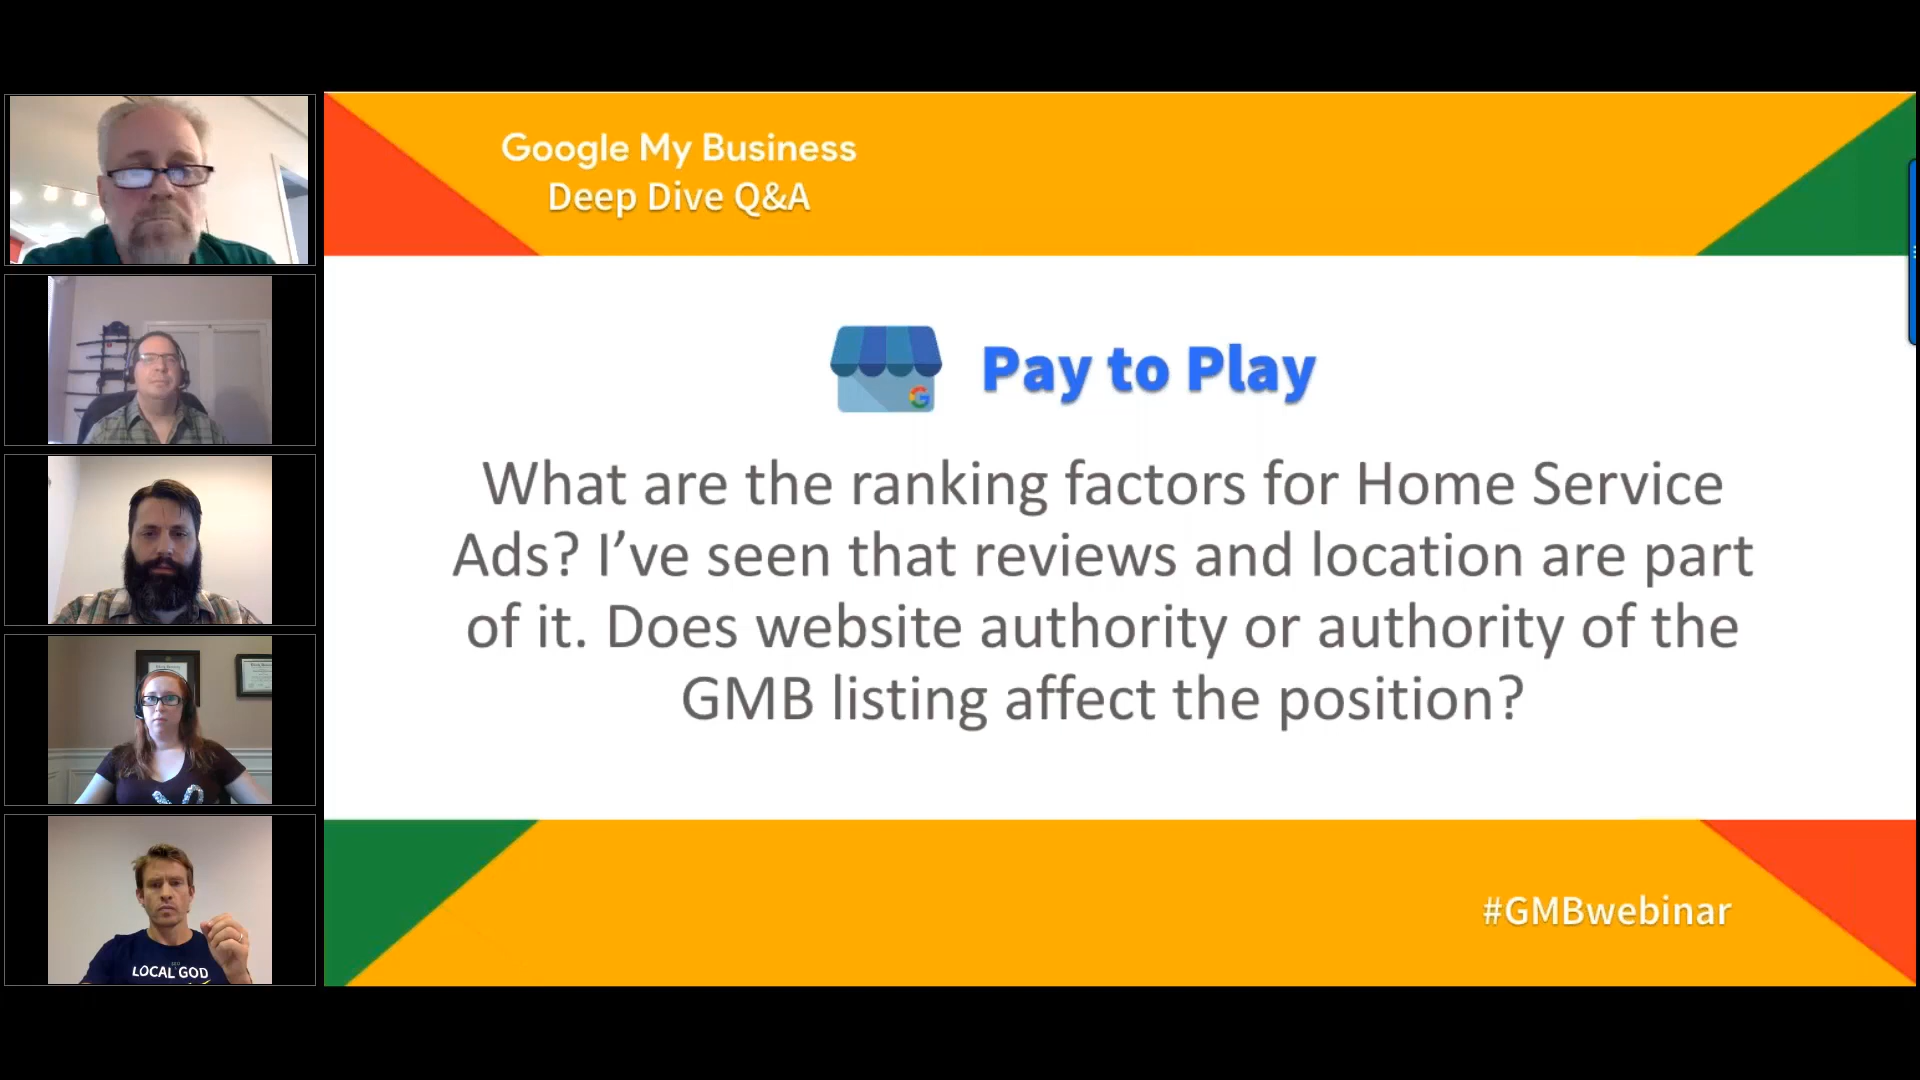 Google My Business
Deep Dive Q&A
Pay to Play
What are the ranking factors for Home Service
Ads? I’ve seen that reviews and location are part
of it. Does website authority or authority of the
GMB listing affect the position?
#GMBwebinar
LOCAL GOD